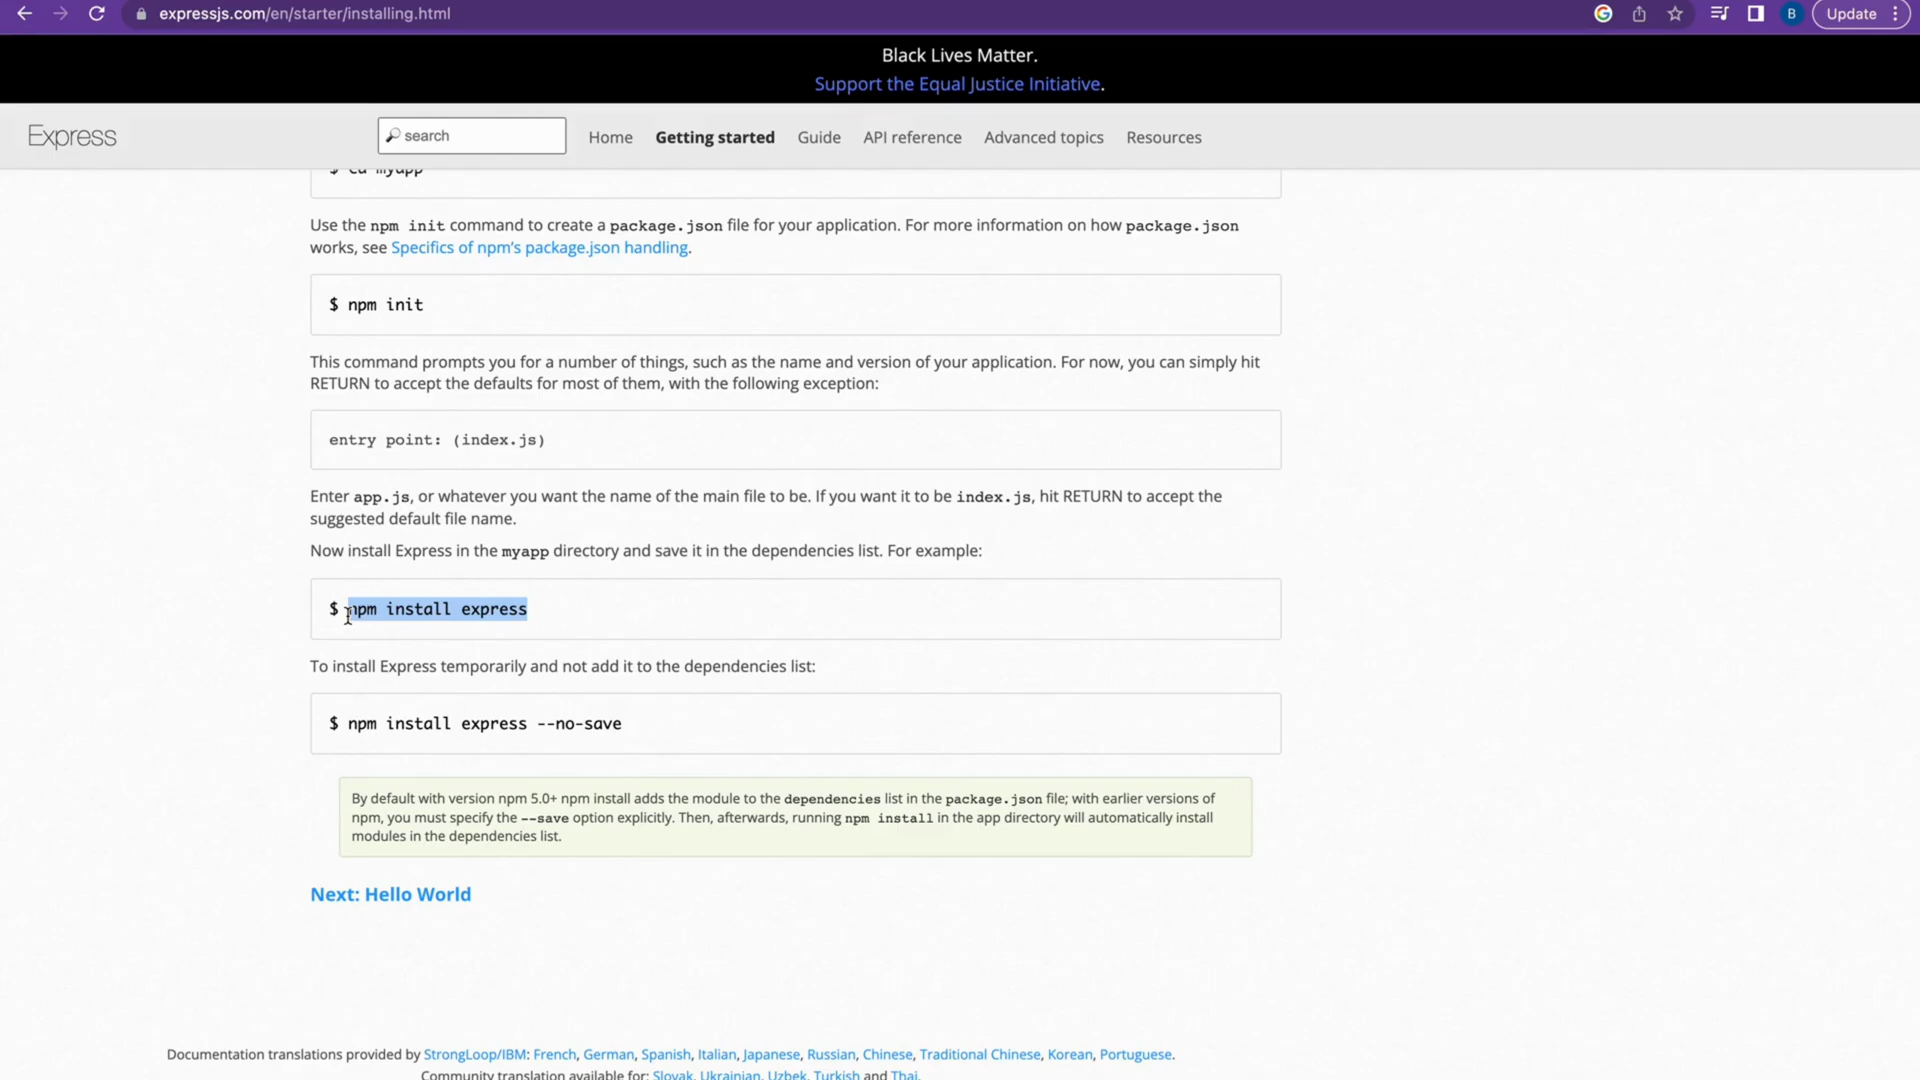 expressjs.com/en/starter/installing.html
B
Update
Black Lives Matter.
Support the Equal Justice Initiative.
Express
search
Home Getting started Guide API reference Advanced topics Resources
$ cd myapp
Use the npm init command to create a package.json file for your application. For more information on how package.json
works, see Specifics of npm’s package.json handling.
$ npm init
This command prompts you for a number of things, such as the name and version of your application. For now, you can simply hit
RETURN to accept the defaults for most of them, with the following exception:
entry point: (index.js)
Enter app.js, or whatever you want the name of the main file to be. If you want it to be index.js, hit RETURN to accept the
suggested default file name.
Now install Express in the myapp directory and save it in the dependencies list. For example:
$ npm install express
To install Express temporarily and not add it to the dependencies list:
$ npm install express --no-save
By default with version npm 5.0+ npm install adds the module to the dependencies list in the package.json file; with earlier versions of
npm, you must specify the --save option explicitly. Then, afterwards, running npm install in the app directory will automatically install
modules in the dependencies list.
Next: Hello World
Documentation translations provided by StrongLoop/IBM: French, German, Spanish, Italian, Japanese, Russian, Chinese, Traditional Chinese, Korean, Portuguese.
Community translation available for: Slovak, Ukrainian, Uzbek, Turkish and Thai.